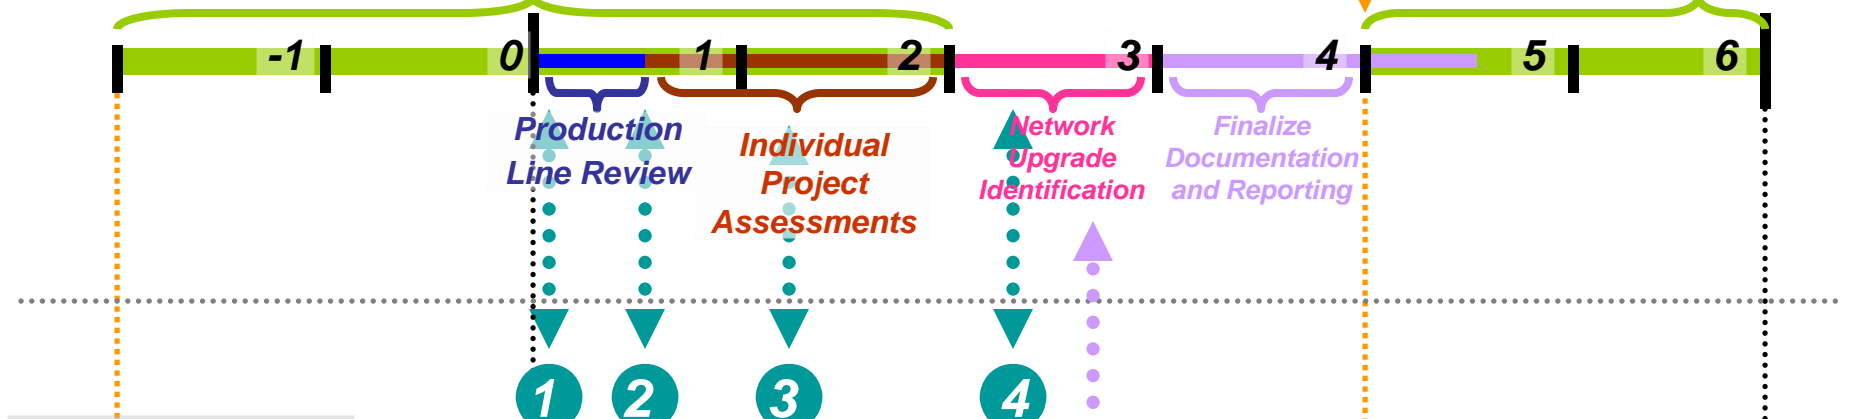 -1 0 1 2 3 4 5 6
Production
Line Review
Individual
Project
Assessments
Network
Upgrade
Identification
Finalize
Documentation
and Reporting
1 2 3 4